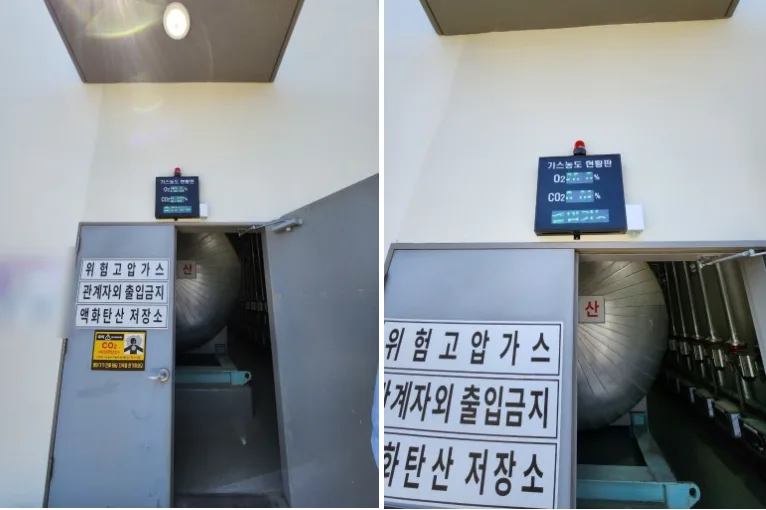 가스농도 현황판
O2 %
CO2 %
산
위험고압가스
관계자외 출입금지
액화탄산 저장소
CO2
가스농도 현황판
O2 %
CO2 %
산
위험고압가스
관계자외 출입금지
화탄산 저장소